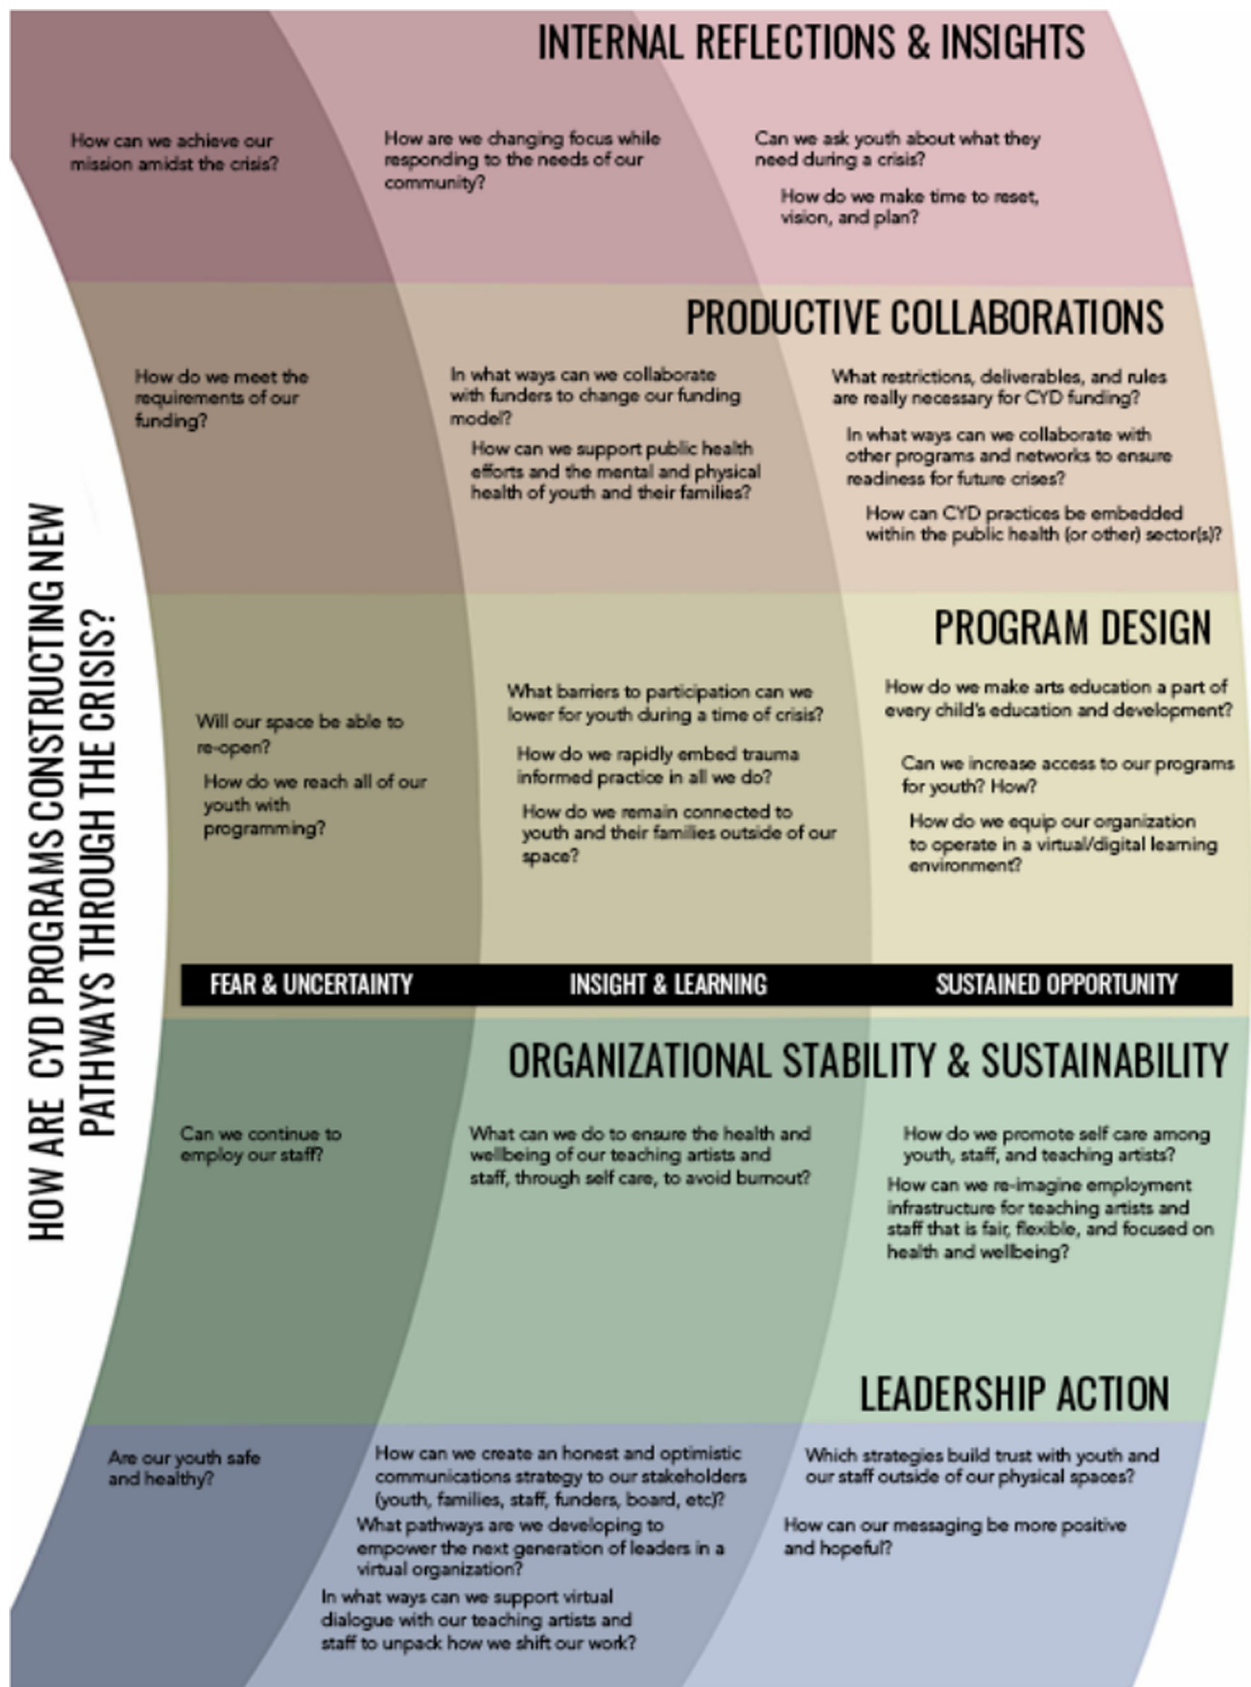 HOW ARE CYD PROGRAMS CONSTRUCTING NEW
PATHWAYS THROUGH THE CRISIS?
INTERNAL REFLECTIONS & INSIGHTS
How can we achieve our
mission amidst the crisis?
How are we changing focus while
responding to the needs of our
community?
Can we ask youth about what they
need during a crisis?
How do we make time to reset,
vision, and plan?
PRODUCTIVE COLLABORATIONS
How do we meet the
requirements of our
funding?
In what ways can we collaborate
with funders to change our funding
model?
How can we support public health
efforts and the mental and physical
health of youth and their families?
What restrictions, deliverables, and rules
are really necessary for CYD funding?
In what ways can we collaborate with
other programs and networks to ensure
readiness for future crises?
How can CYD practices be embedded
within the public health (or other) sector(s)?
PROGRAM DESIGN
Will our space be able to
re-open?
How do we reach all of our
youth with
programming?
What barriers to participation can we
lower for youth during a time of crisis?
How do we rapidly embed trauma
informed practice in all we do?
How do we remain connected to
youth and their families outside of our
space?
How do we make arts education a part of
every child's education and development?
Can we increase access to our programs
for youth? How?
How do we equip our organization
to operate in a virtual/digital learning
environment?
FEAR & UNCERTAINTY
INSIGHT & LEARNING
SUSTAINED OPPORTUNITY
ORGANIZATIONAL STABILITY & SUSTAINABILITY
Can we continue to
employ our staff?
What can we do to ensure the health and
wellbeing of our teaching artists and
staff, through self care, to avoid burnout?
How do we promote self care among
youth, staff, and teaching artists?
How can we re-imagine employment
infrastructure for teaching artists and
staff that is fair, flexible, and focused on
health and wellbeing?
LEADERSHIP ACTION
Are our youth safe
and healthy?
How can we create an honest and optimistic
communications strategy to our stakeholders
(youth, families, staff, funders, board, etc)?
What pathways are we developing to
empower the next generation of leaders in a
virtual organization?
In what ways can we support virtual
dialogue with our teaching artists and
staff to unpack how we shift our work?
Which strategies build trust with youth and
our staff outside of our physical spaces?
How can our messaging be more positive
and hopeful?